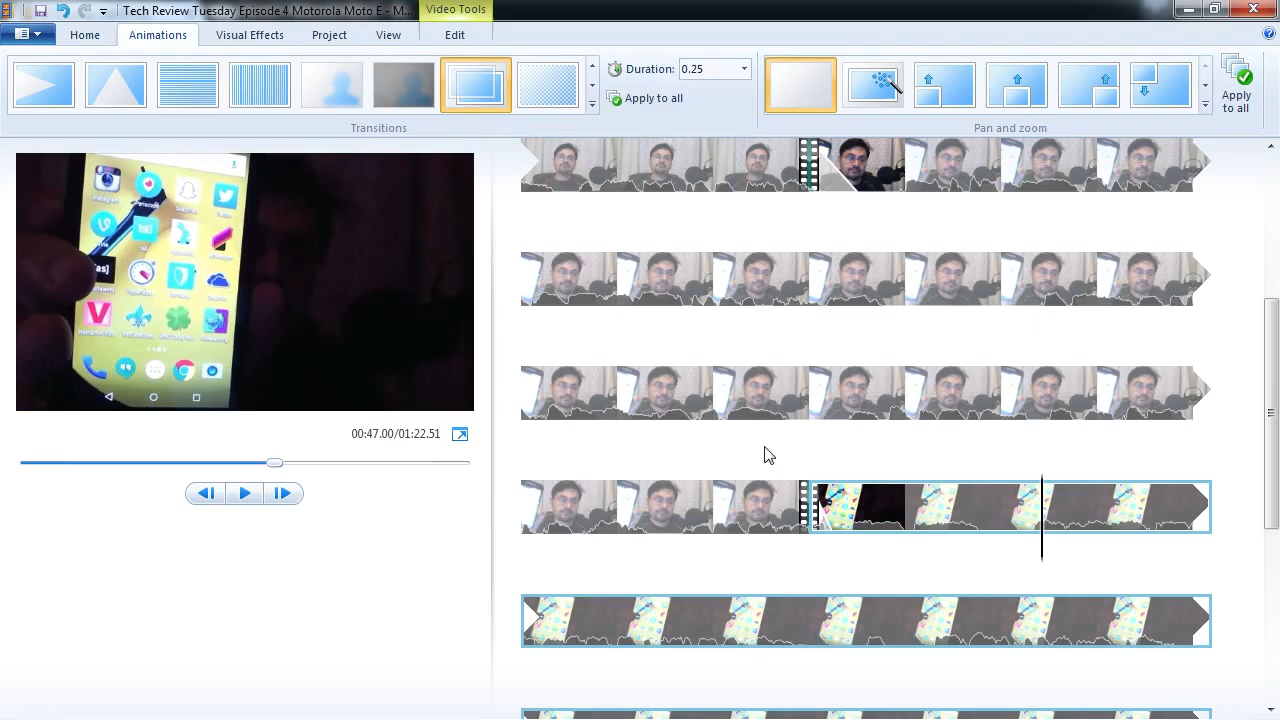 Tech Review Tuesday Episode 4 Motorola Moto E - M...
Video Tools
Home
Animations
Visual Effects
Project
View
Edit
Duration: 0.25
Apply to all
Apply to all
Transitions
Pan and zoom
00:47.00/01:22.51